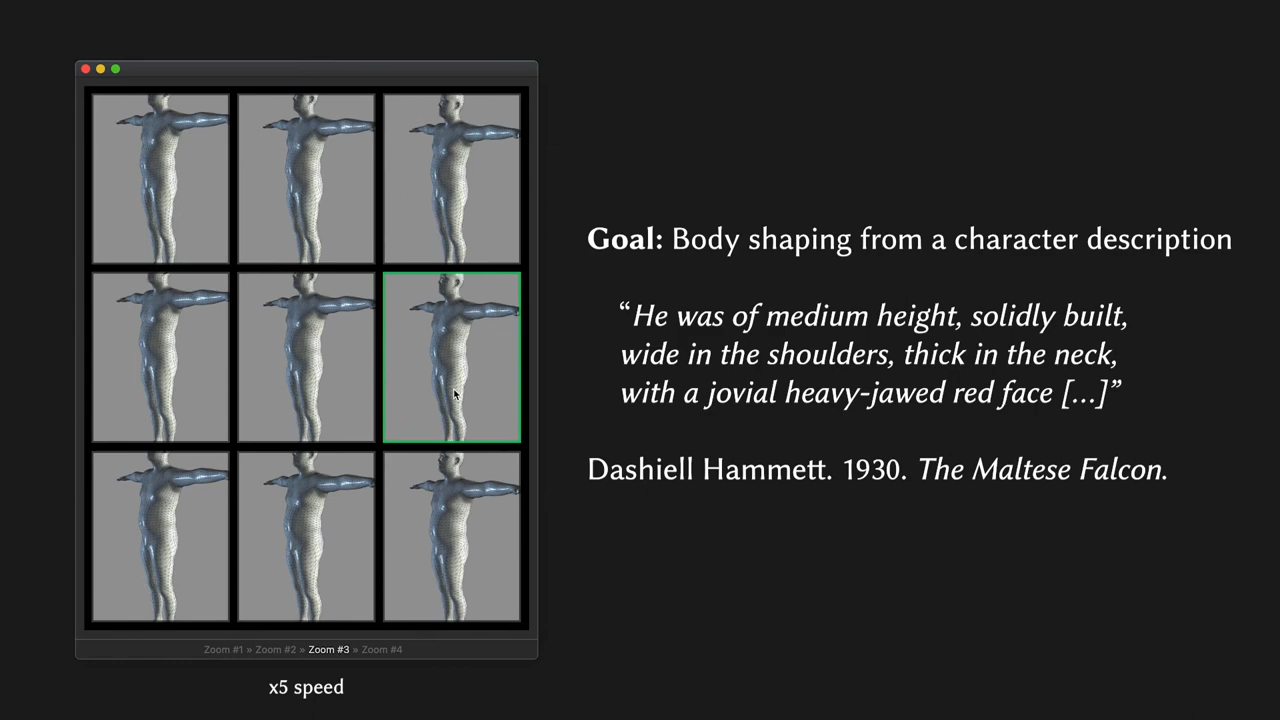 Goal: Body shaping from a character description
“He was of medium height, solidly built,
wide in the shoulders, thick in the neck,
with a jovial heavy-jawed red face [...]”
Dashiell Hammett. 1930. The Maltese Falcon.
Zoom #1 » Zoom #2 » Zoom #3 » Zoom #4
x5 speed